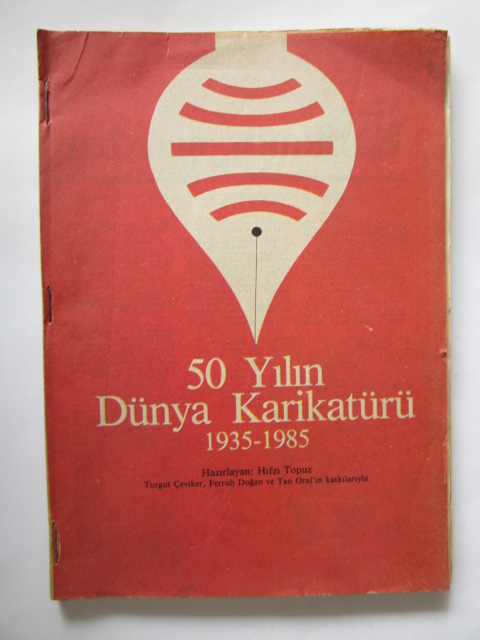 50 Yılın
Dünya Karikatürü
1935-1985
Hazırlayan: Hıfzı Topuz
Turgut Çeviker, Ferruh Doğan ve Tan Oral'ın katkılarıyla